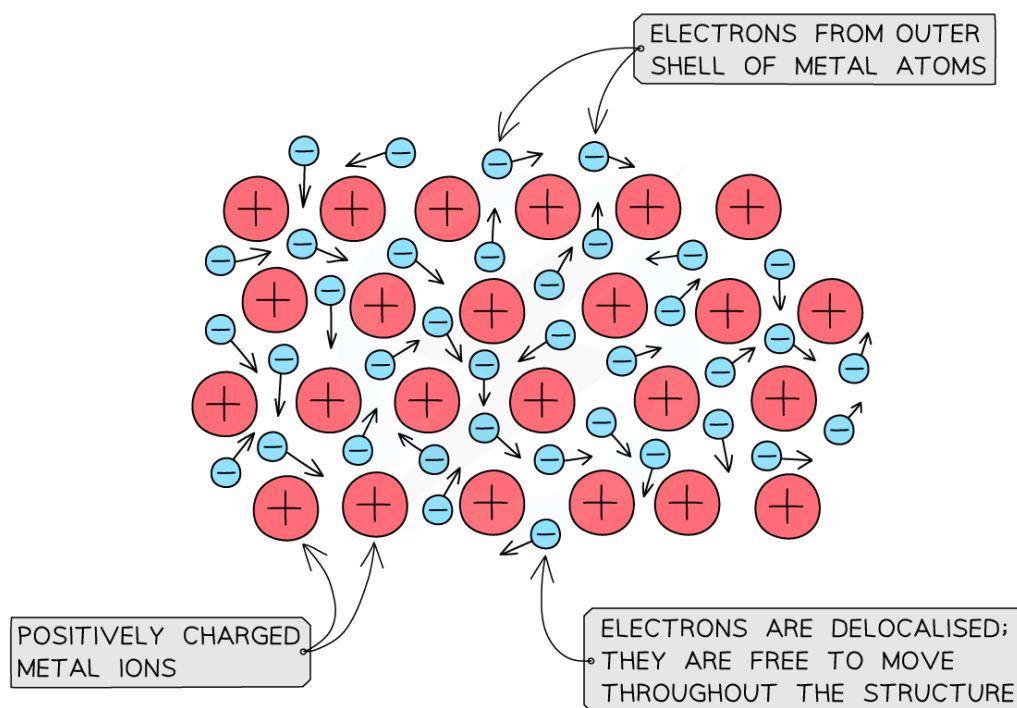 ELECTRONS FROM OUTER
SHELL OF METAL ATOMS
POSITIVELY CHARGED
METAL IONS
ELECTRONS ARE DELOCALISED;
THEY ARE FREE TO MOVE
THROUGHOUT THE STRUCTURE